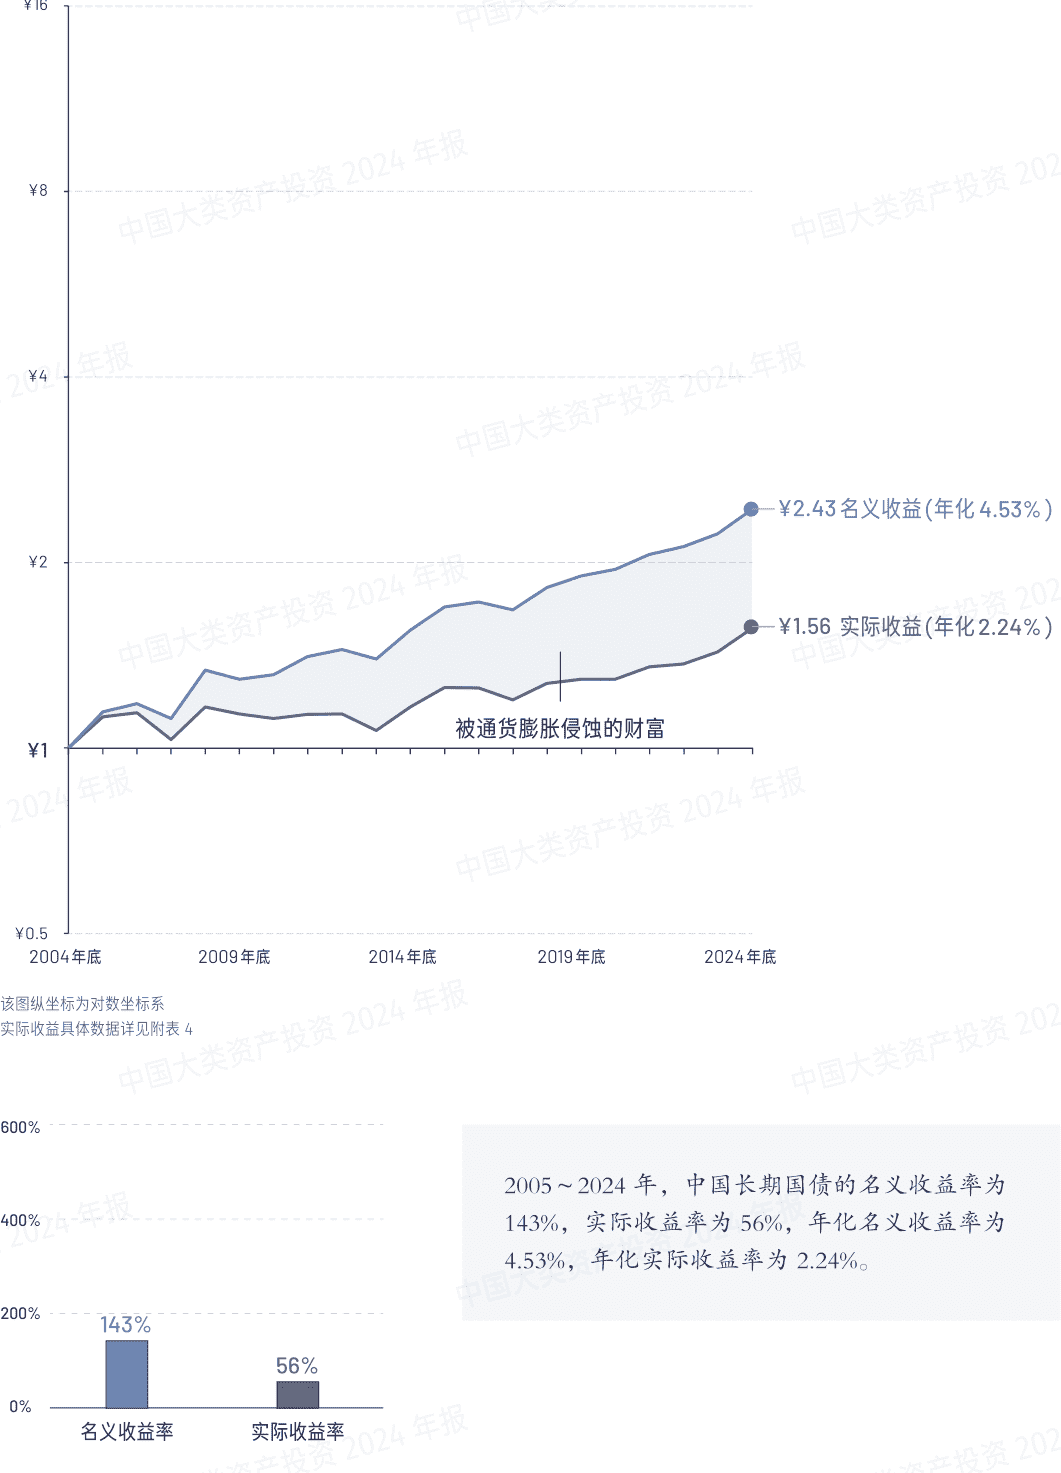 ¥16
¥8
¥4
¥2.43 名义收益(年化 4.53%)
¥2
¥1.56 实际收益(年化2.24%)
被通货膨胀侵蚀的财富
¥1
¥0.5
2004年底 2009年底 2014年底 2019年底 2024年底
该图纵坐标为对数坐标系
实际收益具体数据详见附表 4
600%
400%
200%
0%
143%
56%
名义收益率 实际收益率
2005~2024 年，中国长期国债的名义收益率为
143%，实际收益率为 56%，年化名义收益率为
4.53%，年化实际收益率为 2.24%。
中国大类资产投资 2024 年报